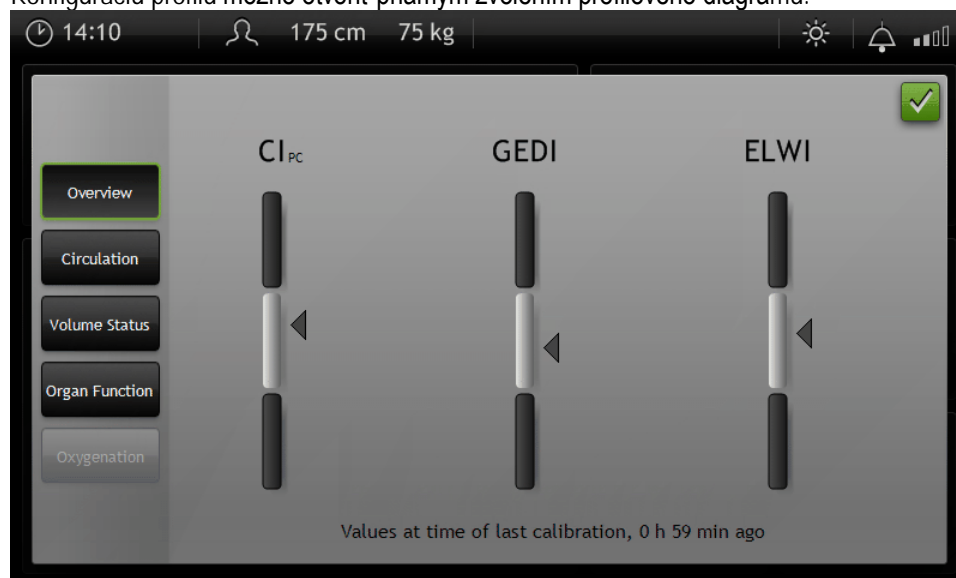 Konfiguráciu profilu možno otvoriť priamym zvolením profilového diagramu.
14:10 175 cm 75 kg
CI PC GEDI ELWI
Overview
Circulation
Volume Status
Organ Function
Oxygenation
Values at time of last calibration, 0 h 59 min ago